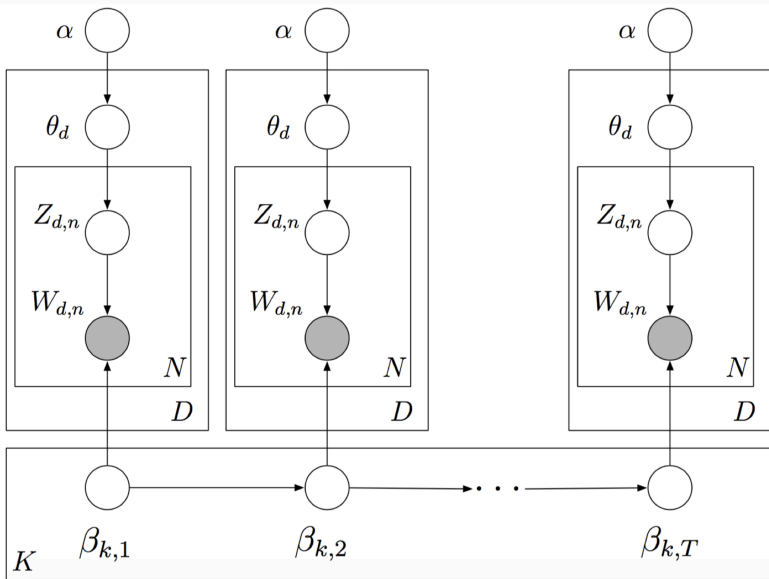 α α α
θ_d θ_d θ_d
Z_{d,n} Z_{d,n} Z_{d,n}
W_{d,n} W_{d,n} W_{d,n}
N N N
D D D
· · ·
β_{k,1} β_{k,2} β_{k,T}
K